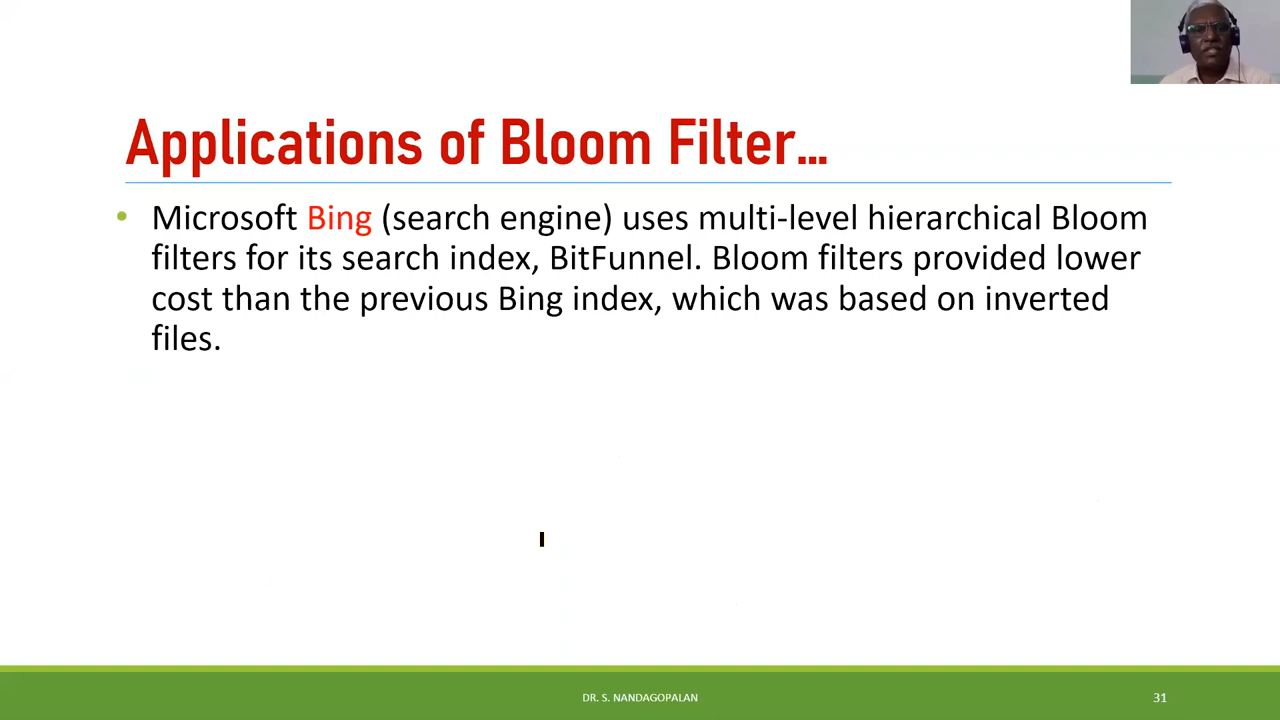 Applications of Bloom Filter…
• Microsoft Bing (search engine) uses multi-level hierarchical Bloom
filters for its search index, BitFunnel. Bloom filters provided lower
cost than the previous Bing index, which was based on inverted
files.
DR. S. NANDAGOPALAN
31